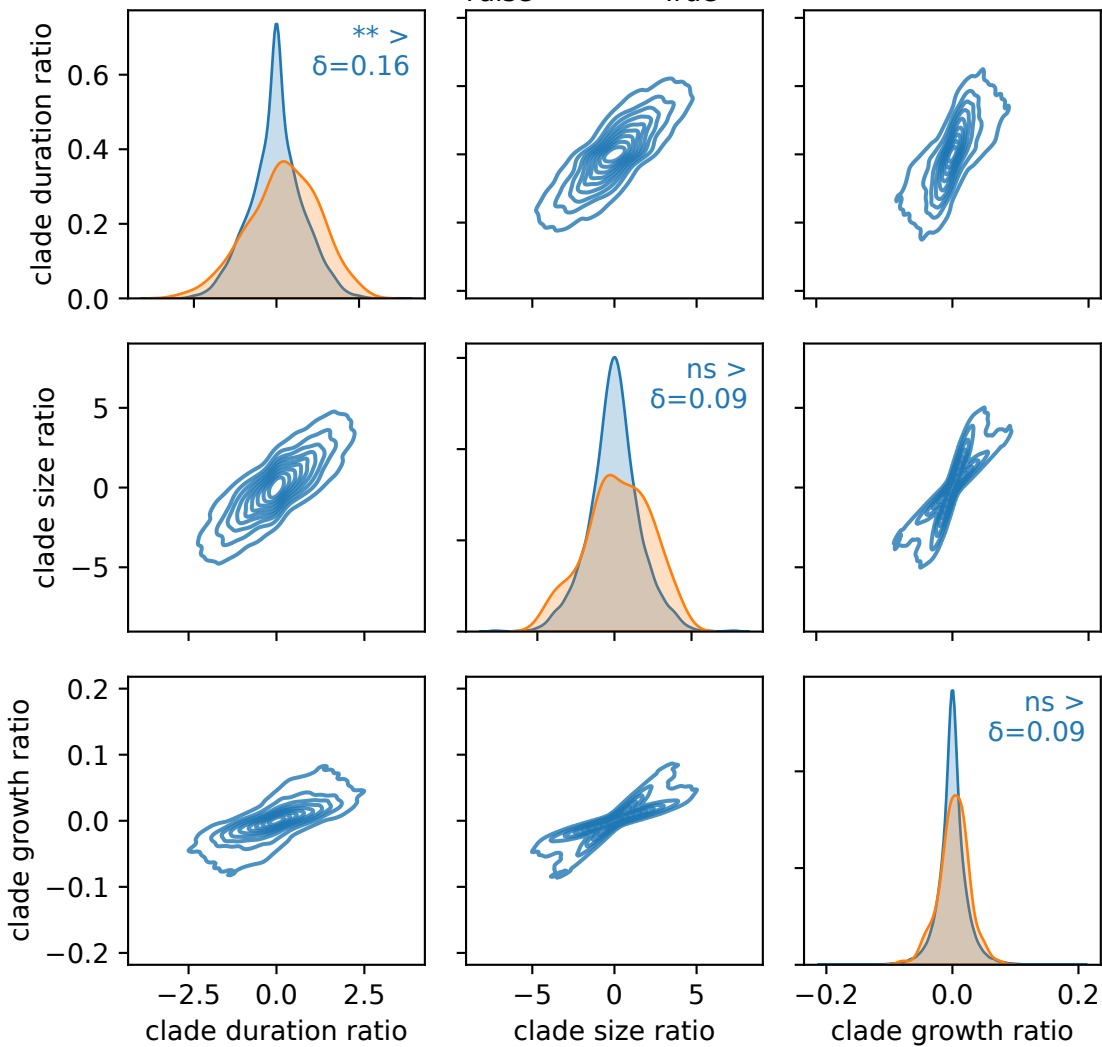 ** >
δ=0.16
clade duration ratio
0.6
0.4
0.2
0.0
ns >
δ=0.09
clade size ratio
5
0
−5
ns >
δ=0.09
clade growth ratio
0.2
0.1
0.0
−0.1
−0.2
−2.5 0.0 2.5
−5 0 5
−0.2 0.0 0.2
clade duration ratio
clade size ratio
clade growth ratio